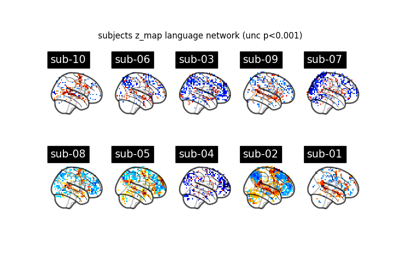 subjects z_map language network (unc p<0.001)
sub-10 sub-06 sub-03 sub-09 sub-07
sub-08 sub-05 sub-04 sub-02 sub-01